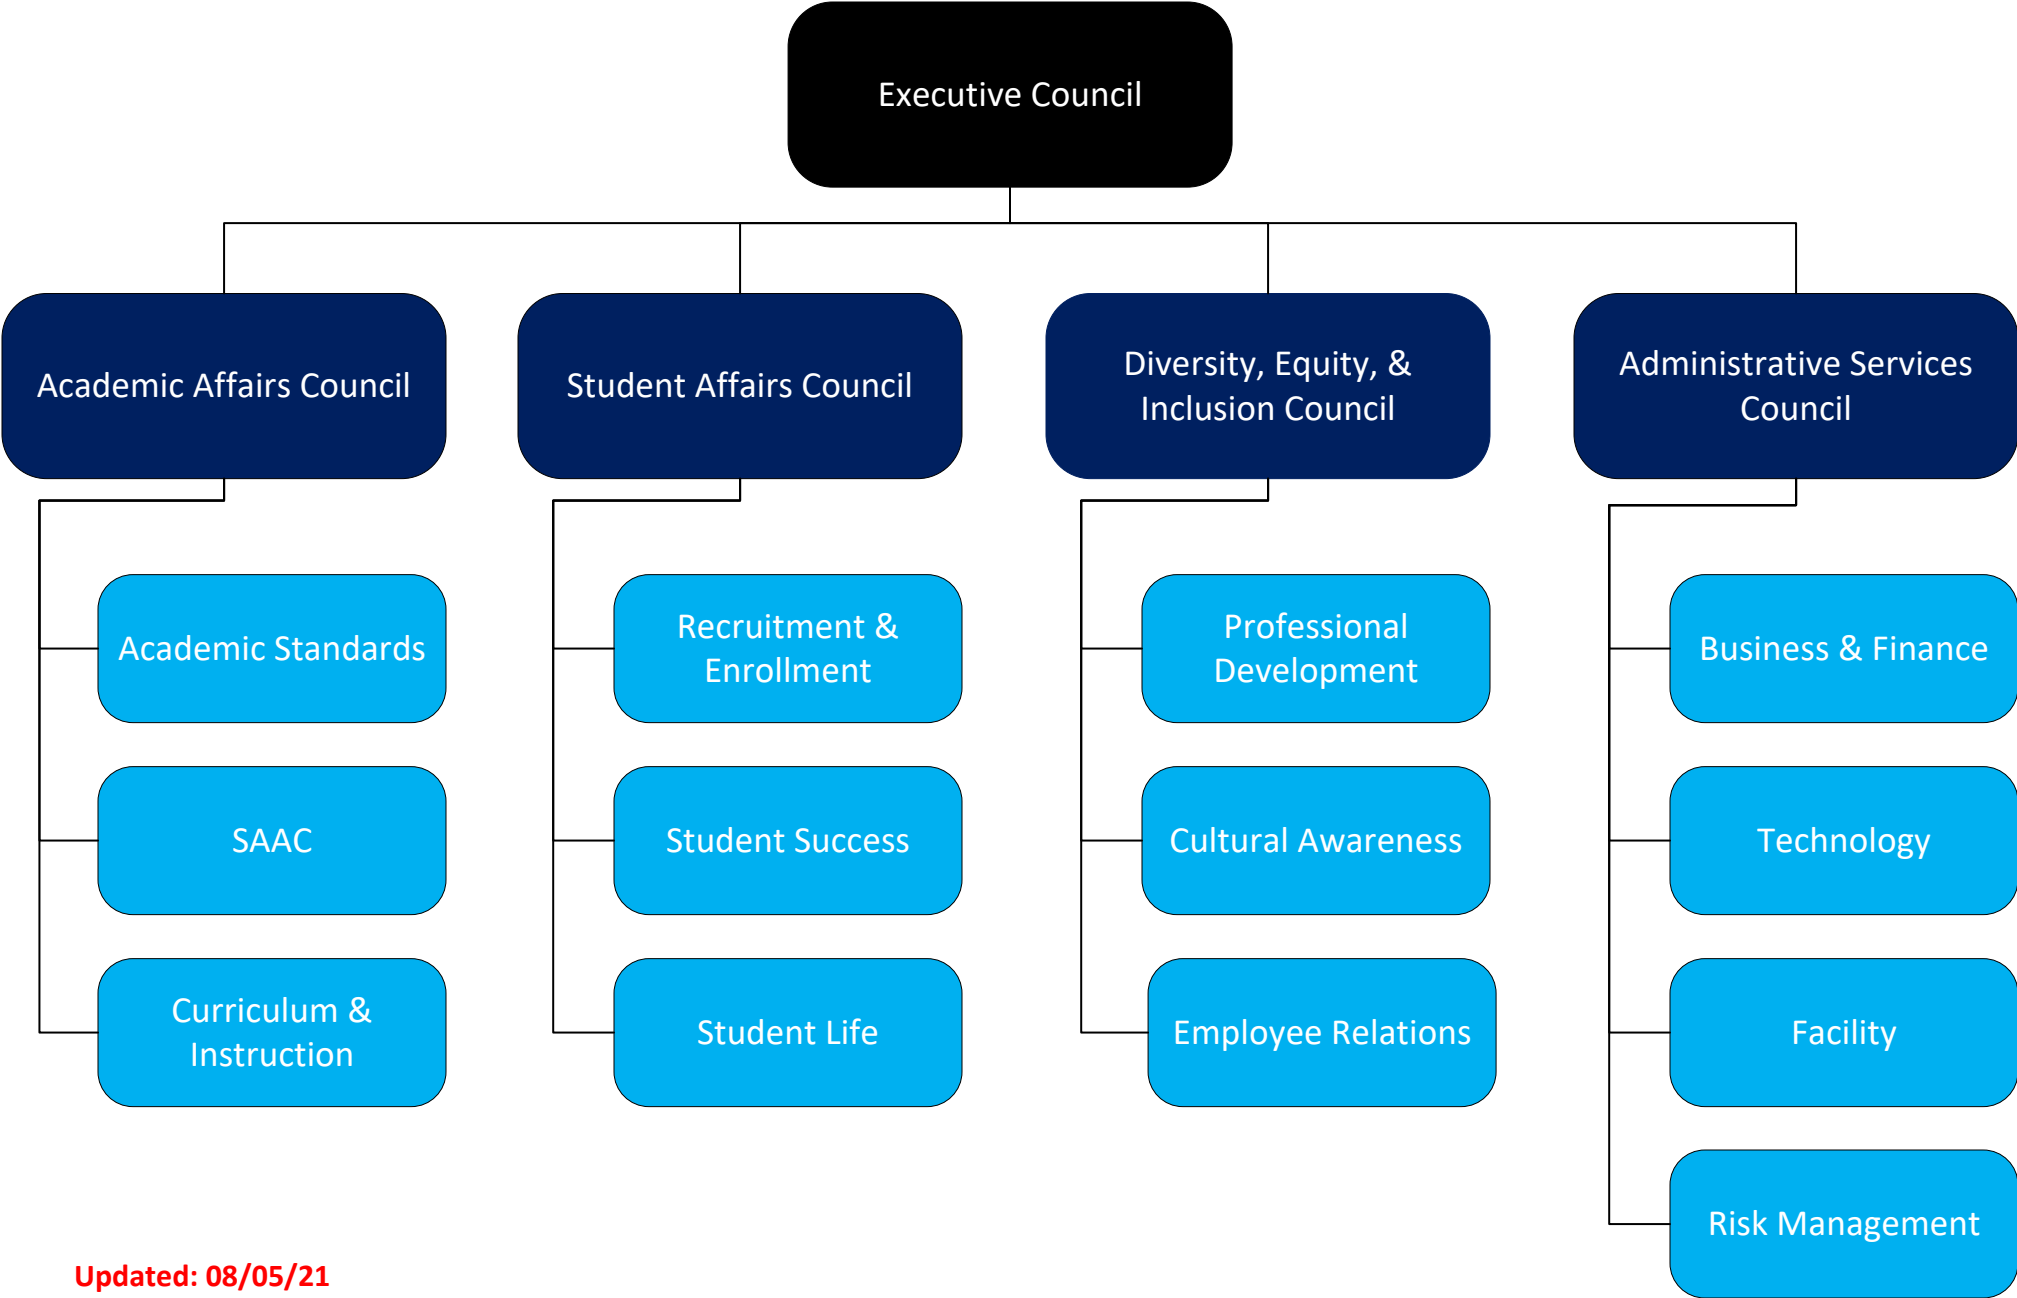 Executive Council
Academic Affairs Council
Student Affairs Council
Diversity, Equity, &
Inclusion Council
Administrative Services
Council
Academic Standards
SAAC
Curriculum &
Instruction
Recruitment &
Enrollment
Student Success
Student Life
Professional
Development
Cultural Awareness
Employee Relations
Business & Finance
Technology
Facility
Risk Management
Updated: 08/05/21